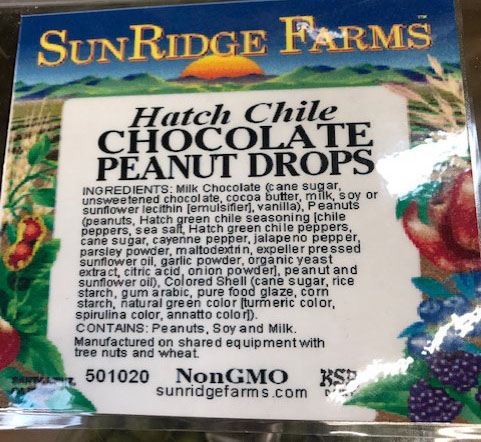 SUNRIDGE FARMS™
Hatch Chile
CHOCOLATE
PEANUT DROPS
INGREDIENTS: Milk Chocolate (cane sugar,
unsweetened chocolate, cocoa butter, milk, soy or
sunflower lecithin [emulsifier], vanilla), Peanuts
(peanuts, Hatch green chile seasoning [chile
peppers, sea salt, Hatch green chile peppers,
cane sugar, cayenne pepper, jalapeno pepper,
parsley powder, maltodextrin, expeller pressed
sunflower oil, garlic powder, organic yeast
extract, citric acid, onion powder], peanut and
sunflower oil), Colored Shell (cane sugar, rice
starch, gum arabic, pure food glaze, corn
starch, natural green color [turmeric color,
spirulina color, annatto color]).
CONTAINS: Peanuts, Soy and Milk.
Manufactured on shared equipment with
tree nuts and wheat.
501020 NonGMO
sunridgefarms.com